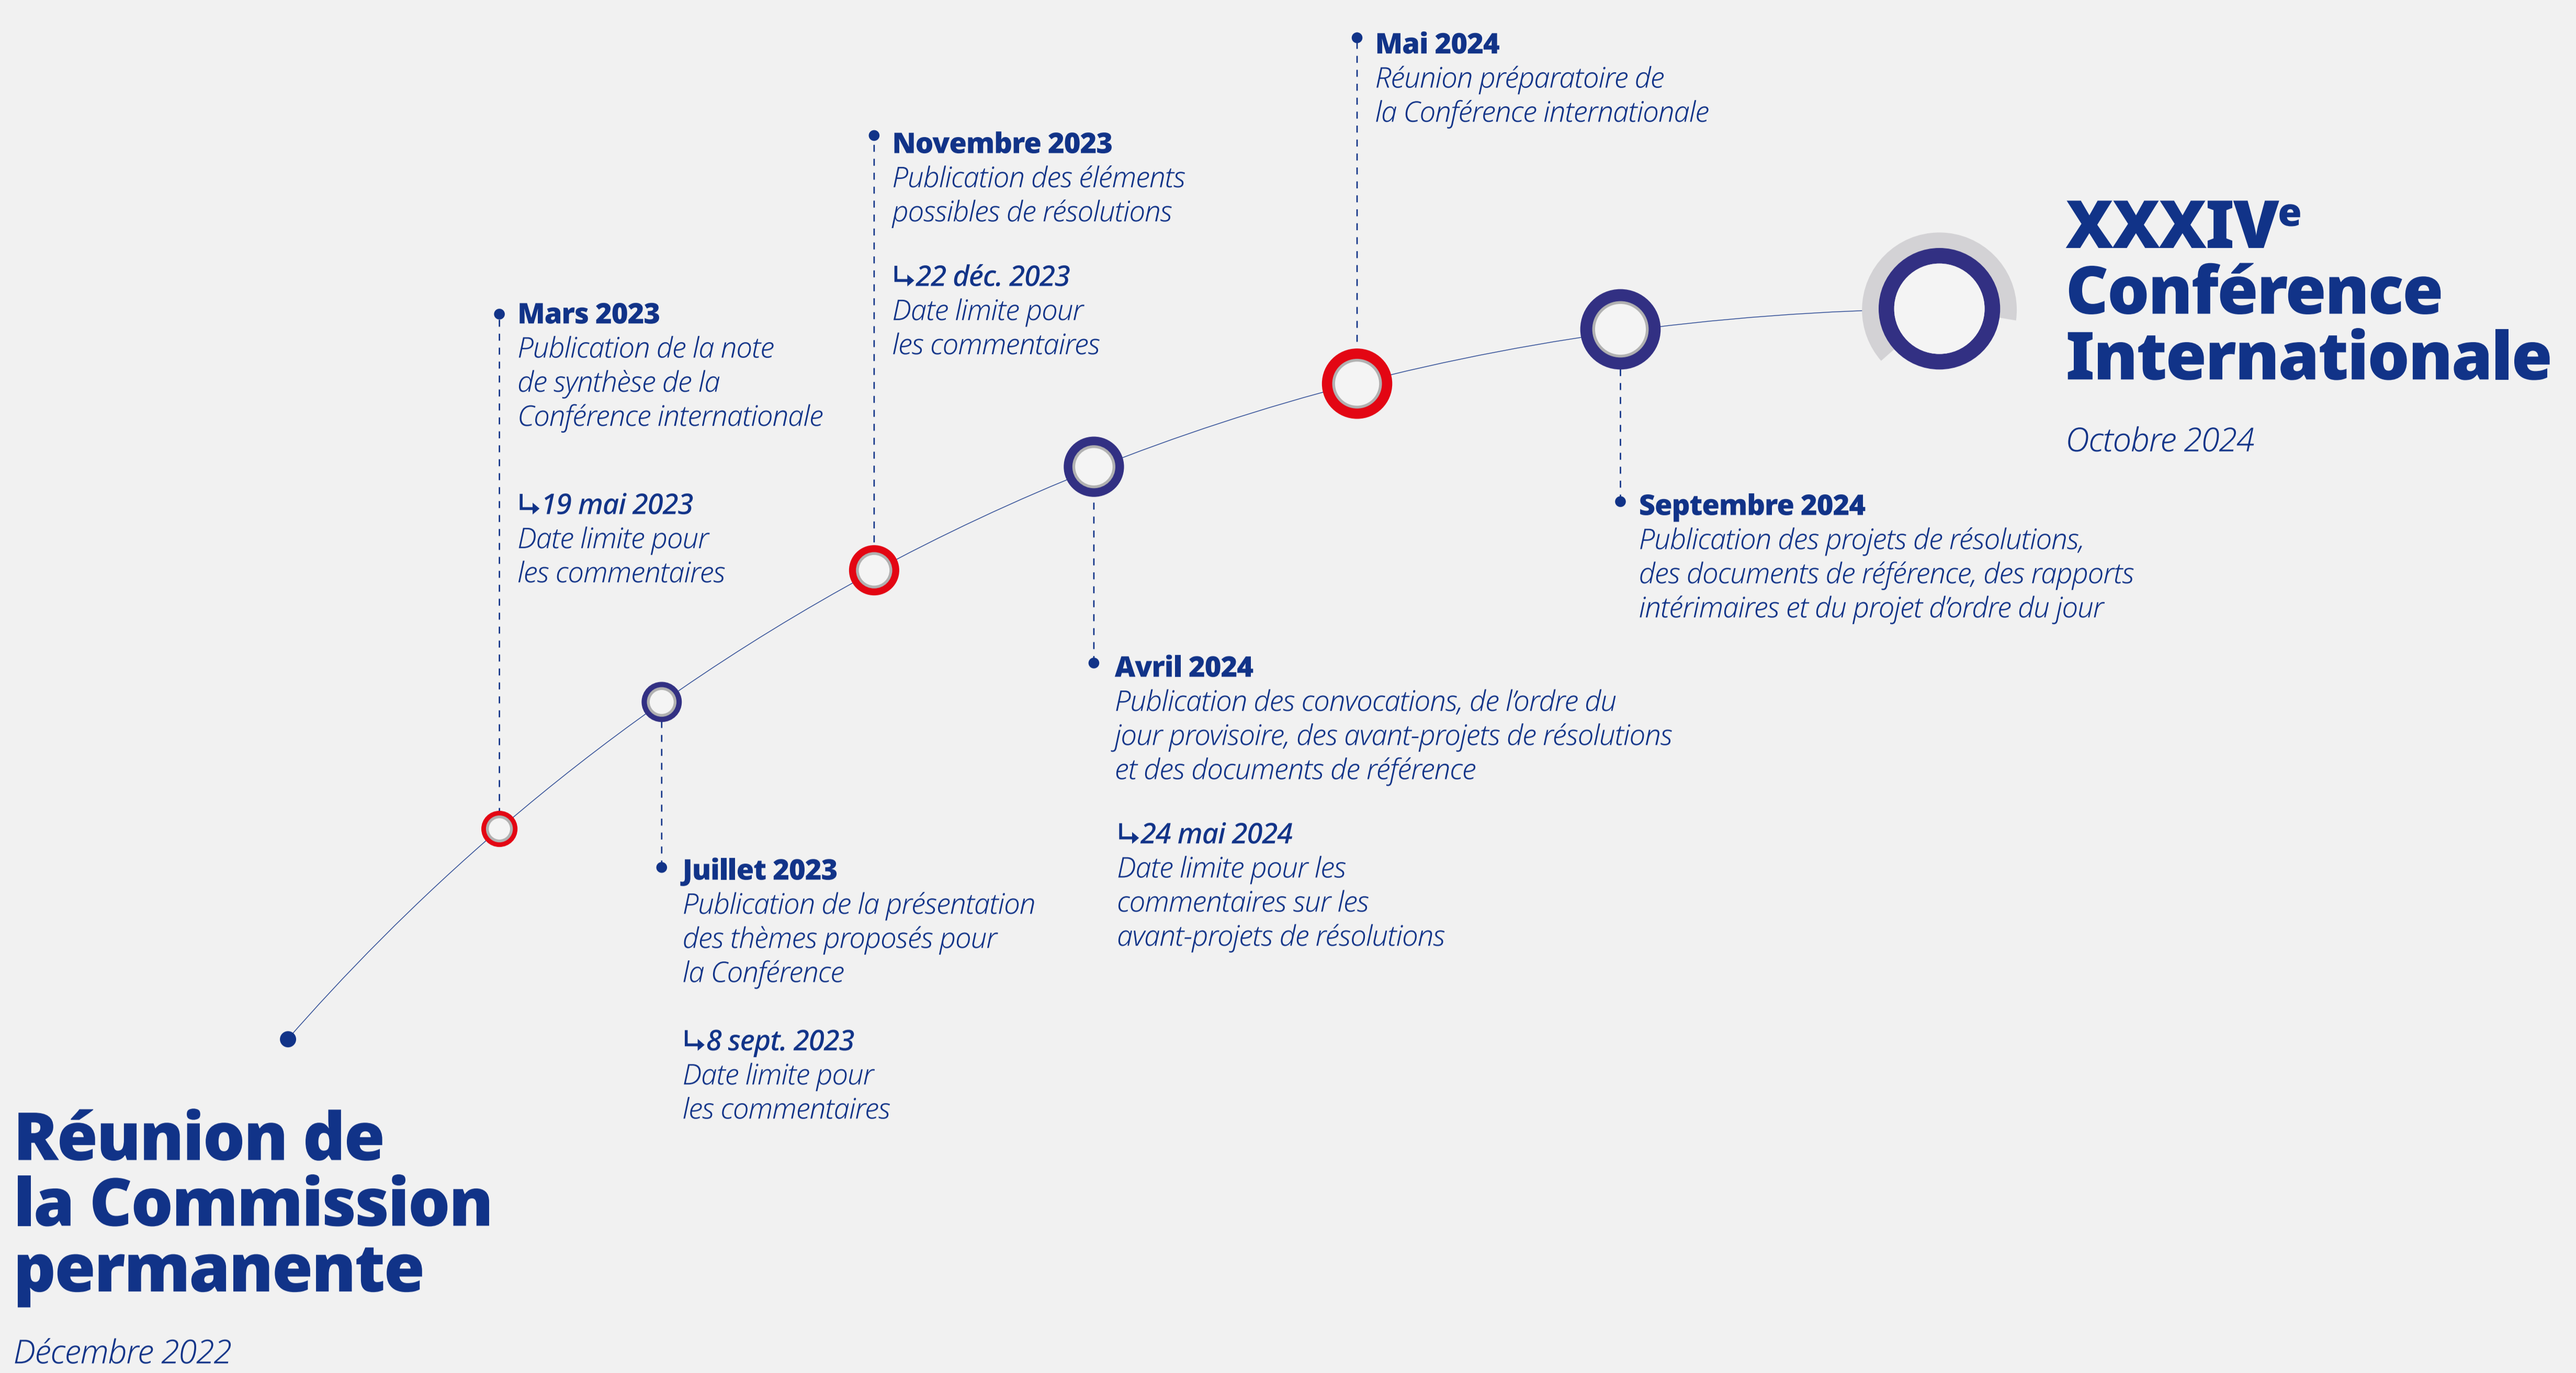 Réunion de
la Commission
permanente
Décembre 2022
Mars 2023
Publication de la note
de synthèse de la
Conférence internationale
↳19 mai 2023
Date limite pour
les commentaires
Juillet 2023
Publication de la présentation
des thèmes proposés pour
la Conférence
↳8 sept. 2023
Date limite pour
les commentaires
Novembre 2023
Publication des éléments
possibles de résolutions
↳22 déc. 2023
Date limite pour
les commentaires
Avril 2024
Publication des convocations, de l’ordre du
jour provisoire, des avant-projets de résolutions
et des documents de référence
↳24 mai 2024
Date limite pour les
commentaires sur les
avant-projets de résolutions
Mai 2024
Réunion préparatoire de
la Conférence internationale
Septembre 2024
Publication des projets de résolutions,
des documents de référence, des rapports
intérimaires et du projet d’ordre du jour
XXXIVe
Conférence
Internationale
Octobre 2024